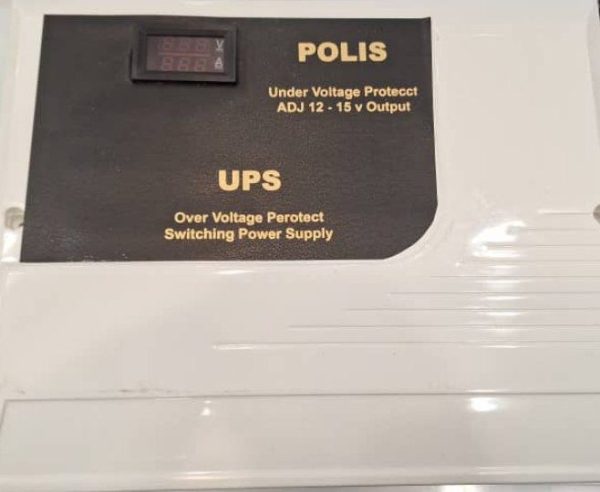 V
A
POLIS
Under Voltage Protecct
ADJ 12 - 15 v Output
UPS
Over Voltage Perotect
Switching Power Supply